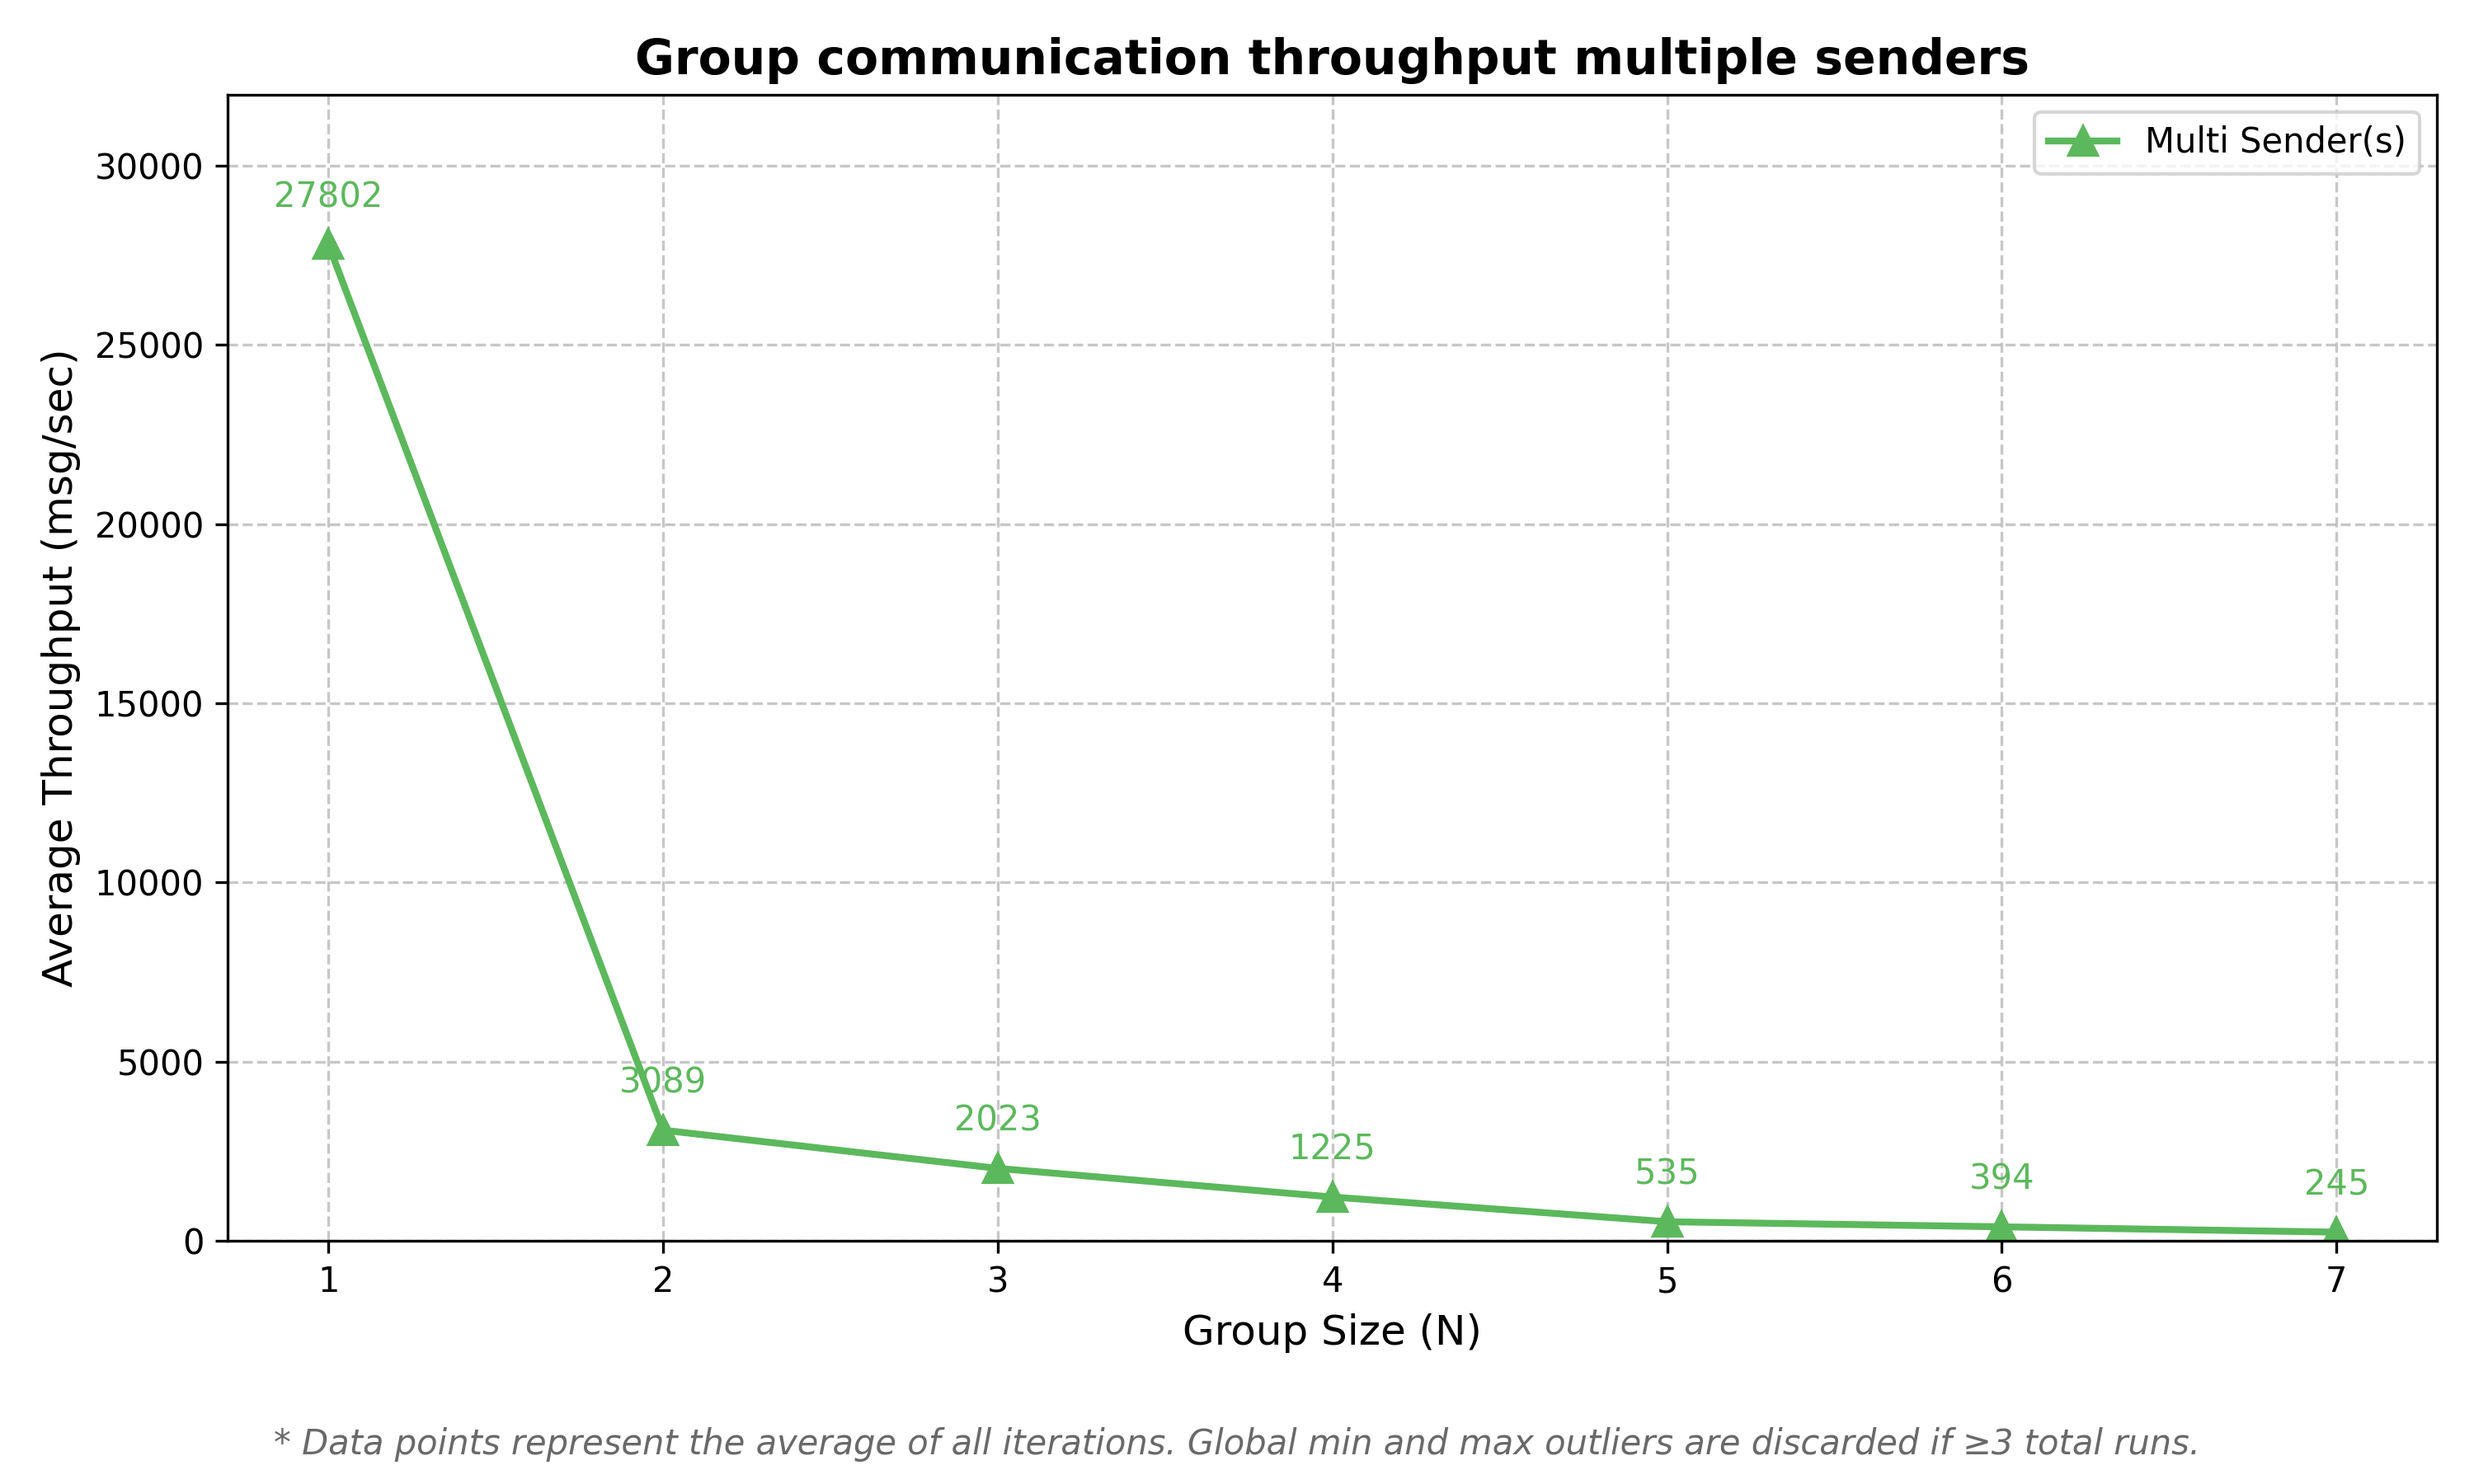 Group communication throughput multiple senders
Multi Sender(s)
Average Throughput (msg/sec)
30000
25000
20000
15000
10000
5000
0
27802
3089
2023
1225
535
394
245
1 2 3 4 5 6 7
Group Size (N)
* Data points represent the average of all iterations. Global min and max outliers are discarded if ≥3 total runs.